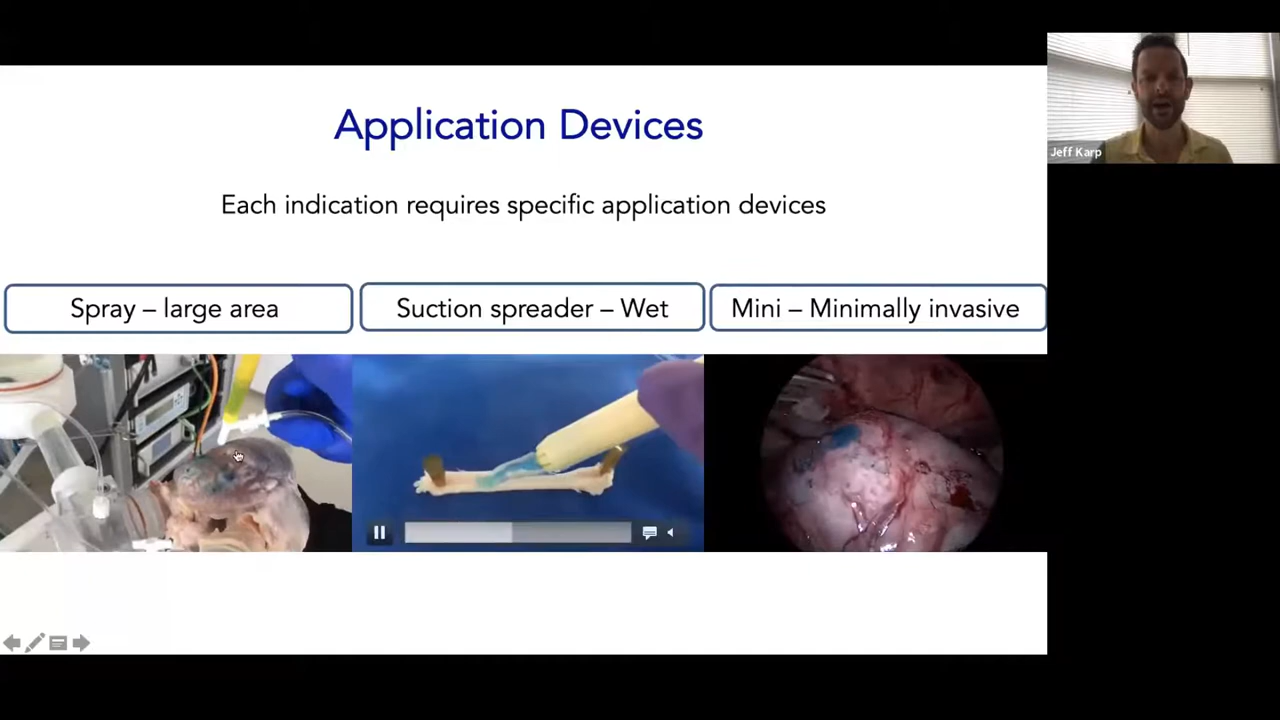 Application Devices
Jeff Karp
Each indication requires specific application devices
Spray – large area
Suction spreader – Wet
Mini – Minimally invasive